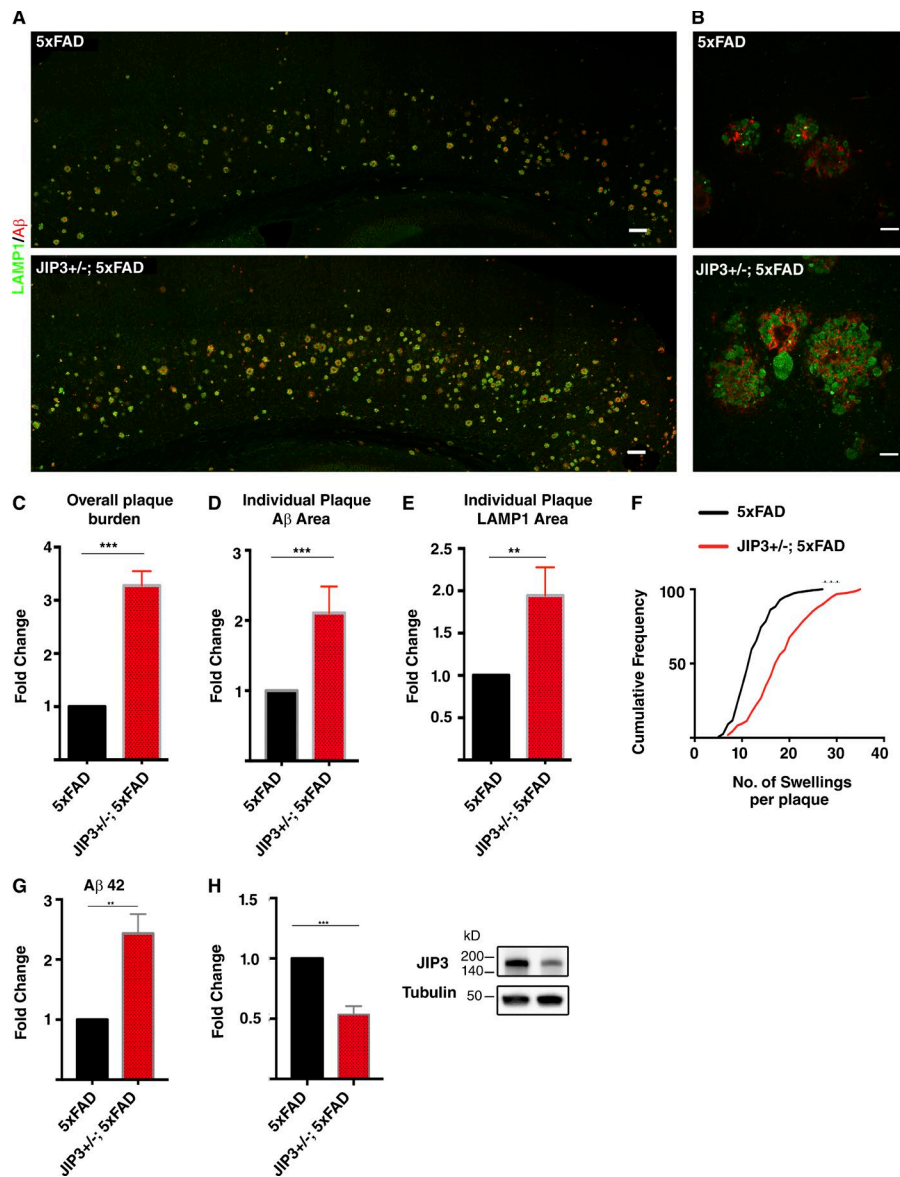 A
B
5xFAD
5xFAD
LAMP1/Aβ
JIP3+/-; 5xFAD
JIP3+/-; 5xFAD
C
Overall plaque
burden
***
4
3
2
1
Fold Change
5xFAD
JIP3+/-; 5xFAD
D
Individual Plaque
Aβ Area
***
3
2
1
Fold Change
5xFAD
JIP3+/-; 5xFAD
E
Individual Plaque
LAMP1 Area
**
2.5
2.0
1.5
1.0
0.5
Fold Change
5xFAD
JIP3+/-; 5xFAD
F
5xFAD
JIP3+/-; 5xFAD
***
100
50
Cumulative Frequency
0
10
20
30
40
No. of Swellings
per plaque
G
Aβ 42
**
3
2
1
Fold Change
5xFAD
JIP3+/-; 5xFAD
H
***
1.5
1.0
0.5
Fold Change
5xFAD
JIP3+/-; 5xFAD
kD
JIP3
200
140
Tubulin
50